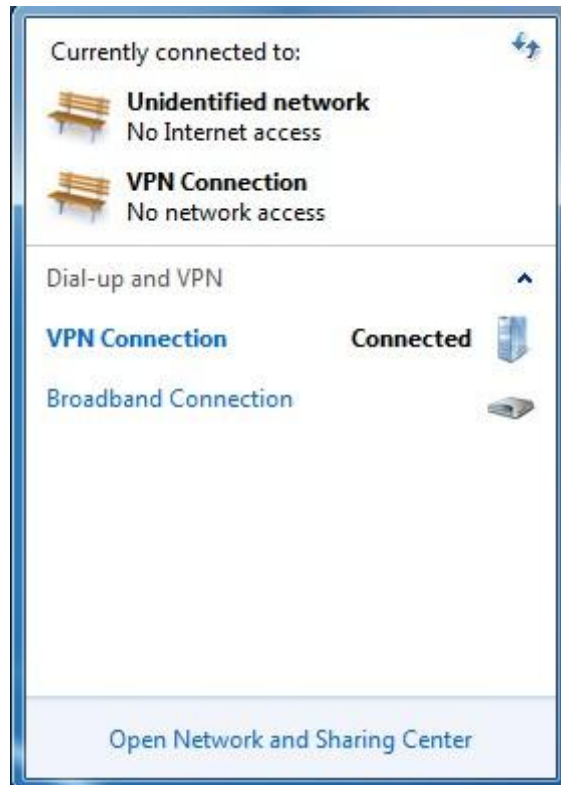 Currently connected to:
Unidentified network
No Internet access
VPN Connection
No network access
Dial-up and VPN
VPN Connection Connected
Broadband Connection
Open Network and Sharing Center